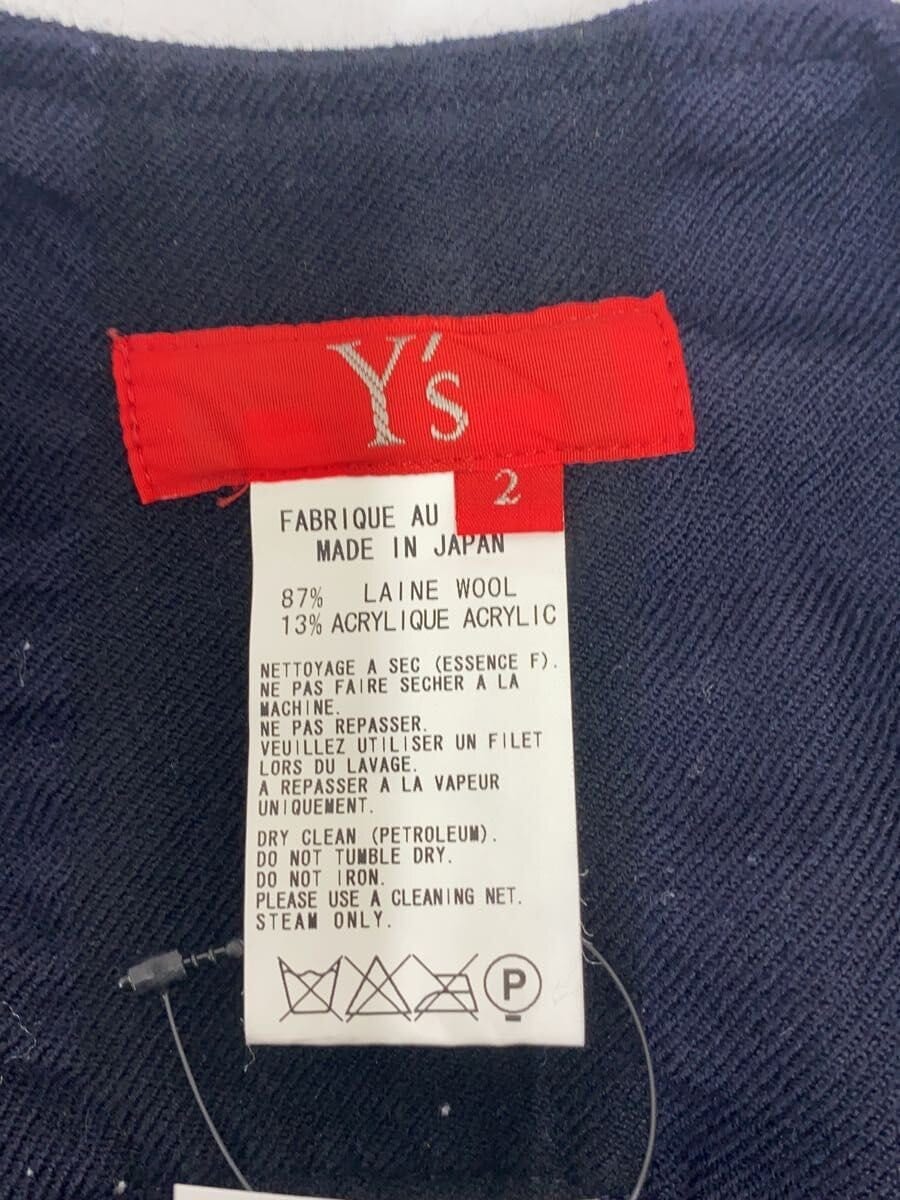 Y's
2
FABRIQUE AU
MADE IN JAPAN
87% LAINE WOOL
13% ACRYLIQUE ACRYLIC
NETTOYAGE A SEC (ESSENCE F).
NE PAS FAIRE SECHER A LA
MACHINE.
NE PAS REPASSER.
VEUILLEZ UTILISER UN FILET
LORS DU LAVAGE.
A REPASSER A LA VAPEUR
UNIQUEMENT.
DRY CLEAN (PETROLEUM).
DO NOT TUMBLE DRY.
DO NOT IRON.
PLEASE USE A CLEANING NET.
STEAM ONLY.
P